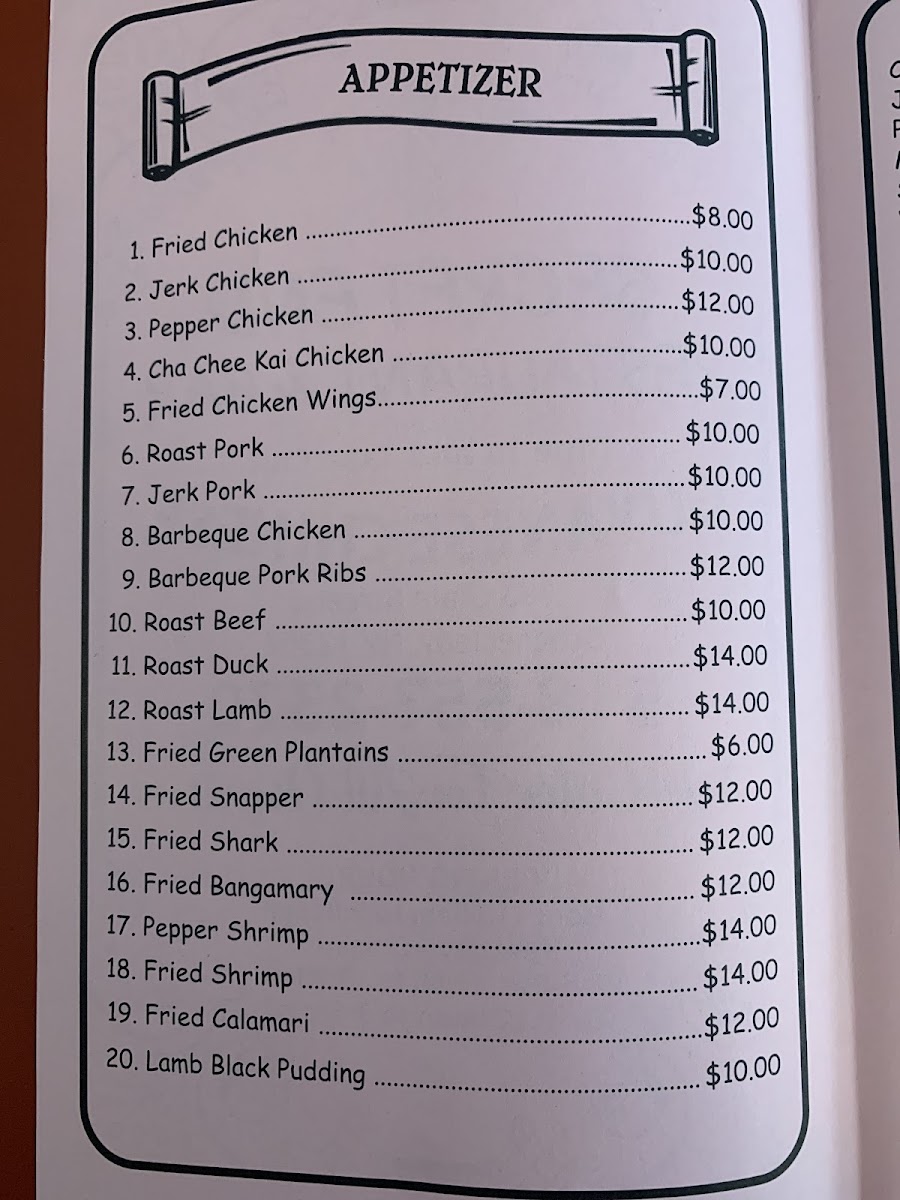 APPETIZER
1. Fried Chicken ..........$8.00
2. Jerk Chicken ..........$10.00
3. Pepper Chicken ..........$12.00
4. Cha Chee Kai Chicken ..........$10.00
5. Fried Chicken Wings..........$7.00
6. Roast Pork .......... $10.00
7. Jerk Pork ..........$10.00
8. Barbeque Chicken .......... $10.00
9. Barbeque Pork Ribs ..........$12.00
10. Roast Beef ..........$10.00
11. Roast Duck ..........$14.00
12. Roast Lamb .......... $14.00
13. Fried Green Plantains .......... $6.00
14. Fried Snapper .......... $12.00
15. Fried Shark .......... $12.00
16. Fried Bangamary .......... $12.00
17. Pepper Shrimp ..........$14.00
18. Fried Shrimp .......... $14.00
19. Fried Calamari ..........$12.00
20. Lamb Black Pudding .......... $10.00